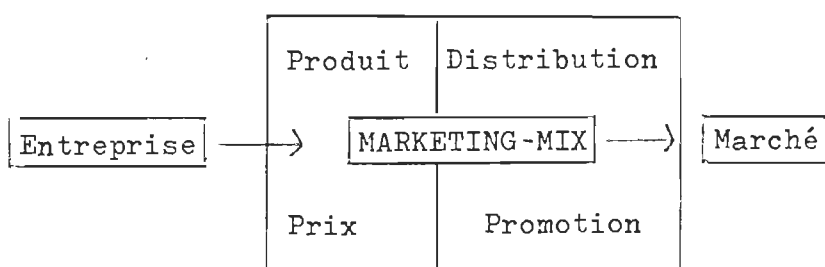 Produit Distribution
Entreprise MARKETING-MIX Marché
Prix Promotion